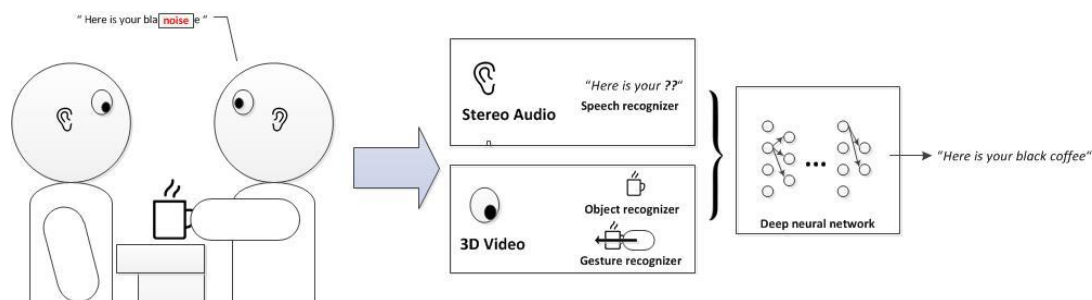 “ Here is your bla noise e “
“Here is your ??“
Speech recognizer
Stereo Audio
n
Object recognizer
3D Video
Gesture recognizer
...
Deep neural network
“Here is your black coffee“